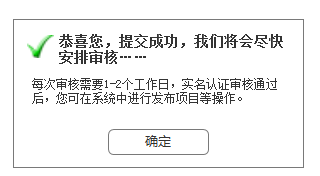 恭喜您，提交成功，我们将会尽快
安排审核……
每次审核需要1-2个工作日，实名认证审核通过
后，您可在系统中进行发布项目等操作。
确定